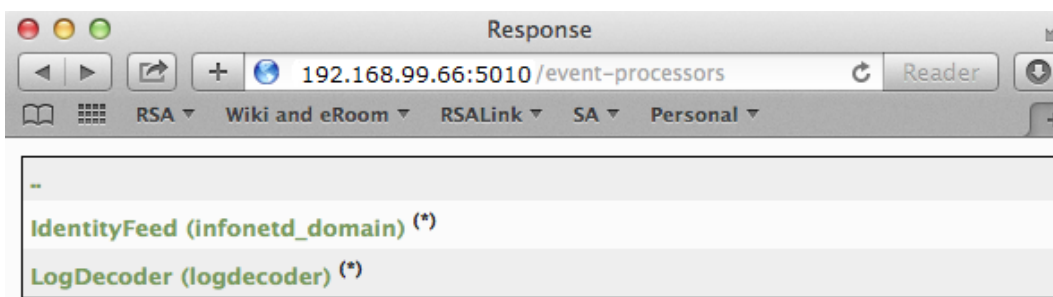 Response
192.168.99.66:5010/event-processors Reader
RSA Wiki and eRoom RSALink SA Personal
..
IdentityFeed (infonetd_domain) (*)
LogDecoder (logdecoder) (*)